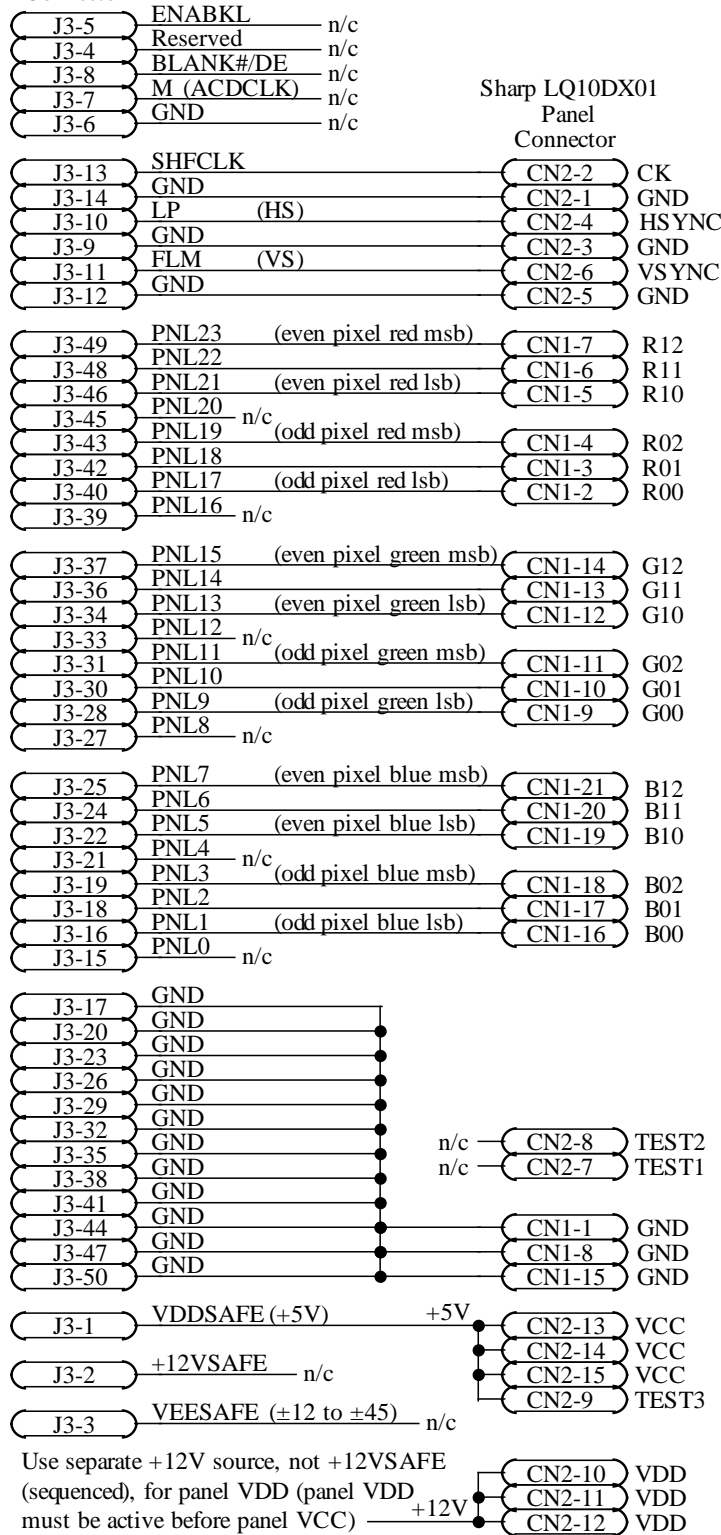 J3-5 ENABKL n/c
J3-4 Reserved n/c
J3-8 BLANK#/DE n/c
J3-7 M (ACDCLK) n/c
J3-6 GND n/c
Sharp LQ10DX01
Panel
Connector
J3-13 SHFCLK CN2-2 CK
J3-14 GND CN2-1 GND
J3-10 LP (HS) CN2-4 HSYNC
J3-9 GND CN2-3 GND
J3-11 FLM (VS) CN2-6 VSYNC
J3-12 GND CN2-5 GND
J3-49 PNL23 (even pixel red msb) CN1-7 R12
J3-48 PNL22 CN1-6 R11
J3-46 PNL21 (even pixel red lsb) CN1-5 R10
J3-45 PNL20 n/c
J3-43 PNL19 (odd pixel red msb) CN1-4 R02
J3-42 PNL18 CN1-3 R01
J3-40 PNL17 (odd pixel red lsb) CN1-2 R00
J3-39 PNL16 n/c
J3-37 PNL15 (even pixel green msb) CN1-14 G12
J3-36 PNL14 CN1-13 G11
J3-34 PNL13 (even pixel green lsb) CN1-12 G10
J3-33 PNL12 n/c
J3-31 PNL11 (odd pixel green msb) CN1-11 G02
J3-30 PNL10 CN1-10 G01
J3-28 PNL9 (odd pixel green lsb) CN1-9 G00
J3-27 PNL8 n/c
J3-25 PNL7 (even pixel blue msb) CN1-21 B12
J3-24 PNL6 CN1-20 B11
J3-22 PNL5 (even pixel blue lsb) CN1-19 B10
J3-21 PNL4 n/c
J3-19 PNL3 (odd pixel blue msb) CN1-18 B02
J3-18 PNL2 CN1-17 B01
J3-16 PNL1 (odd pixel blue lsb) CN1-16 B00
J3-15 PNL0 n/c
J3-17 GND
J3-20 GND
J3-23 GND
J3-26 GND
J3-29 GND
J3-32 GND
J3-35 GND n/c CN2-8 TEST2
J3-38 GND n/c CN2-7 TEST1
J3-41 GND
J3-44 GND CN1-1 GND
J3-47 GND CN1-8 GND
J3-50 GND CN1-15 GND
J3-1 VDDSAFE (+5V) +5V CN2-13 VCC
CN2-14 VCC
J3-2 +12VSAFE n/c CN2-15 VCC
CN2-9 TEST3
J3-3 VEESAFE (±12 to ±45) n/c
Use separate +12V source, not +12VSAFE CN2-10 VDD
(sequenced), for panel VDD (panel VDD CN2-11 VDD
must be active before panel VCC) +12V CN2-12 VDD